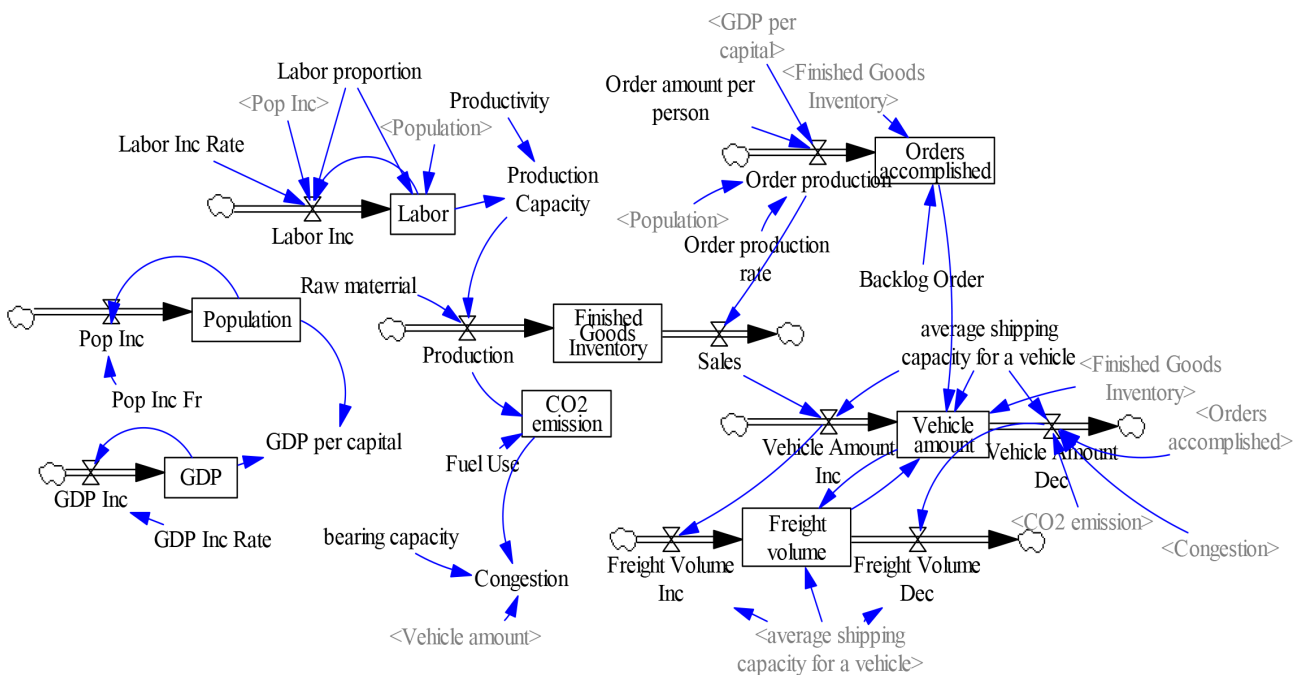 <GDP per
capital>
Labor proportion
<Finished Goods
Inventory>
<Pop Inc>
Productivity
Order amount per
person
<Population>
Labor Inc Rate
Orders
accomplished
Production
Capacity
Order production
Labor
<Population>
Labor Inc
Order production
rate
Backlog Order
Raw materrial
Population
Finished
Goods
Inventory
Pop Inc
Production
Sales
average shipping
capacity for a vehicle
<Finished Goods
Inventory>
Pop Inc Fr
CO2
emission
<Orders
accomplished>
Vehicle
amount
GDP per capital
Fuel Use
Vehicle Amount
Inc
Vehicle Amount
Dec
GDP
GDP Inc
GDP Inc Rate
bearing capacity
Freight
volume
<CO2 emission>
<Congestion>
Congestion
Freight Volume
Inc
Freight Volume
Dec
<Vehicle amount>
<average shipping
capacity for a vehicle>